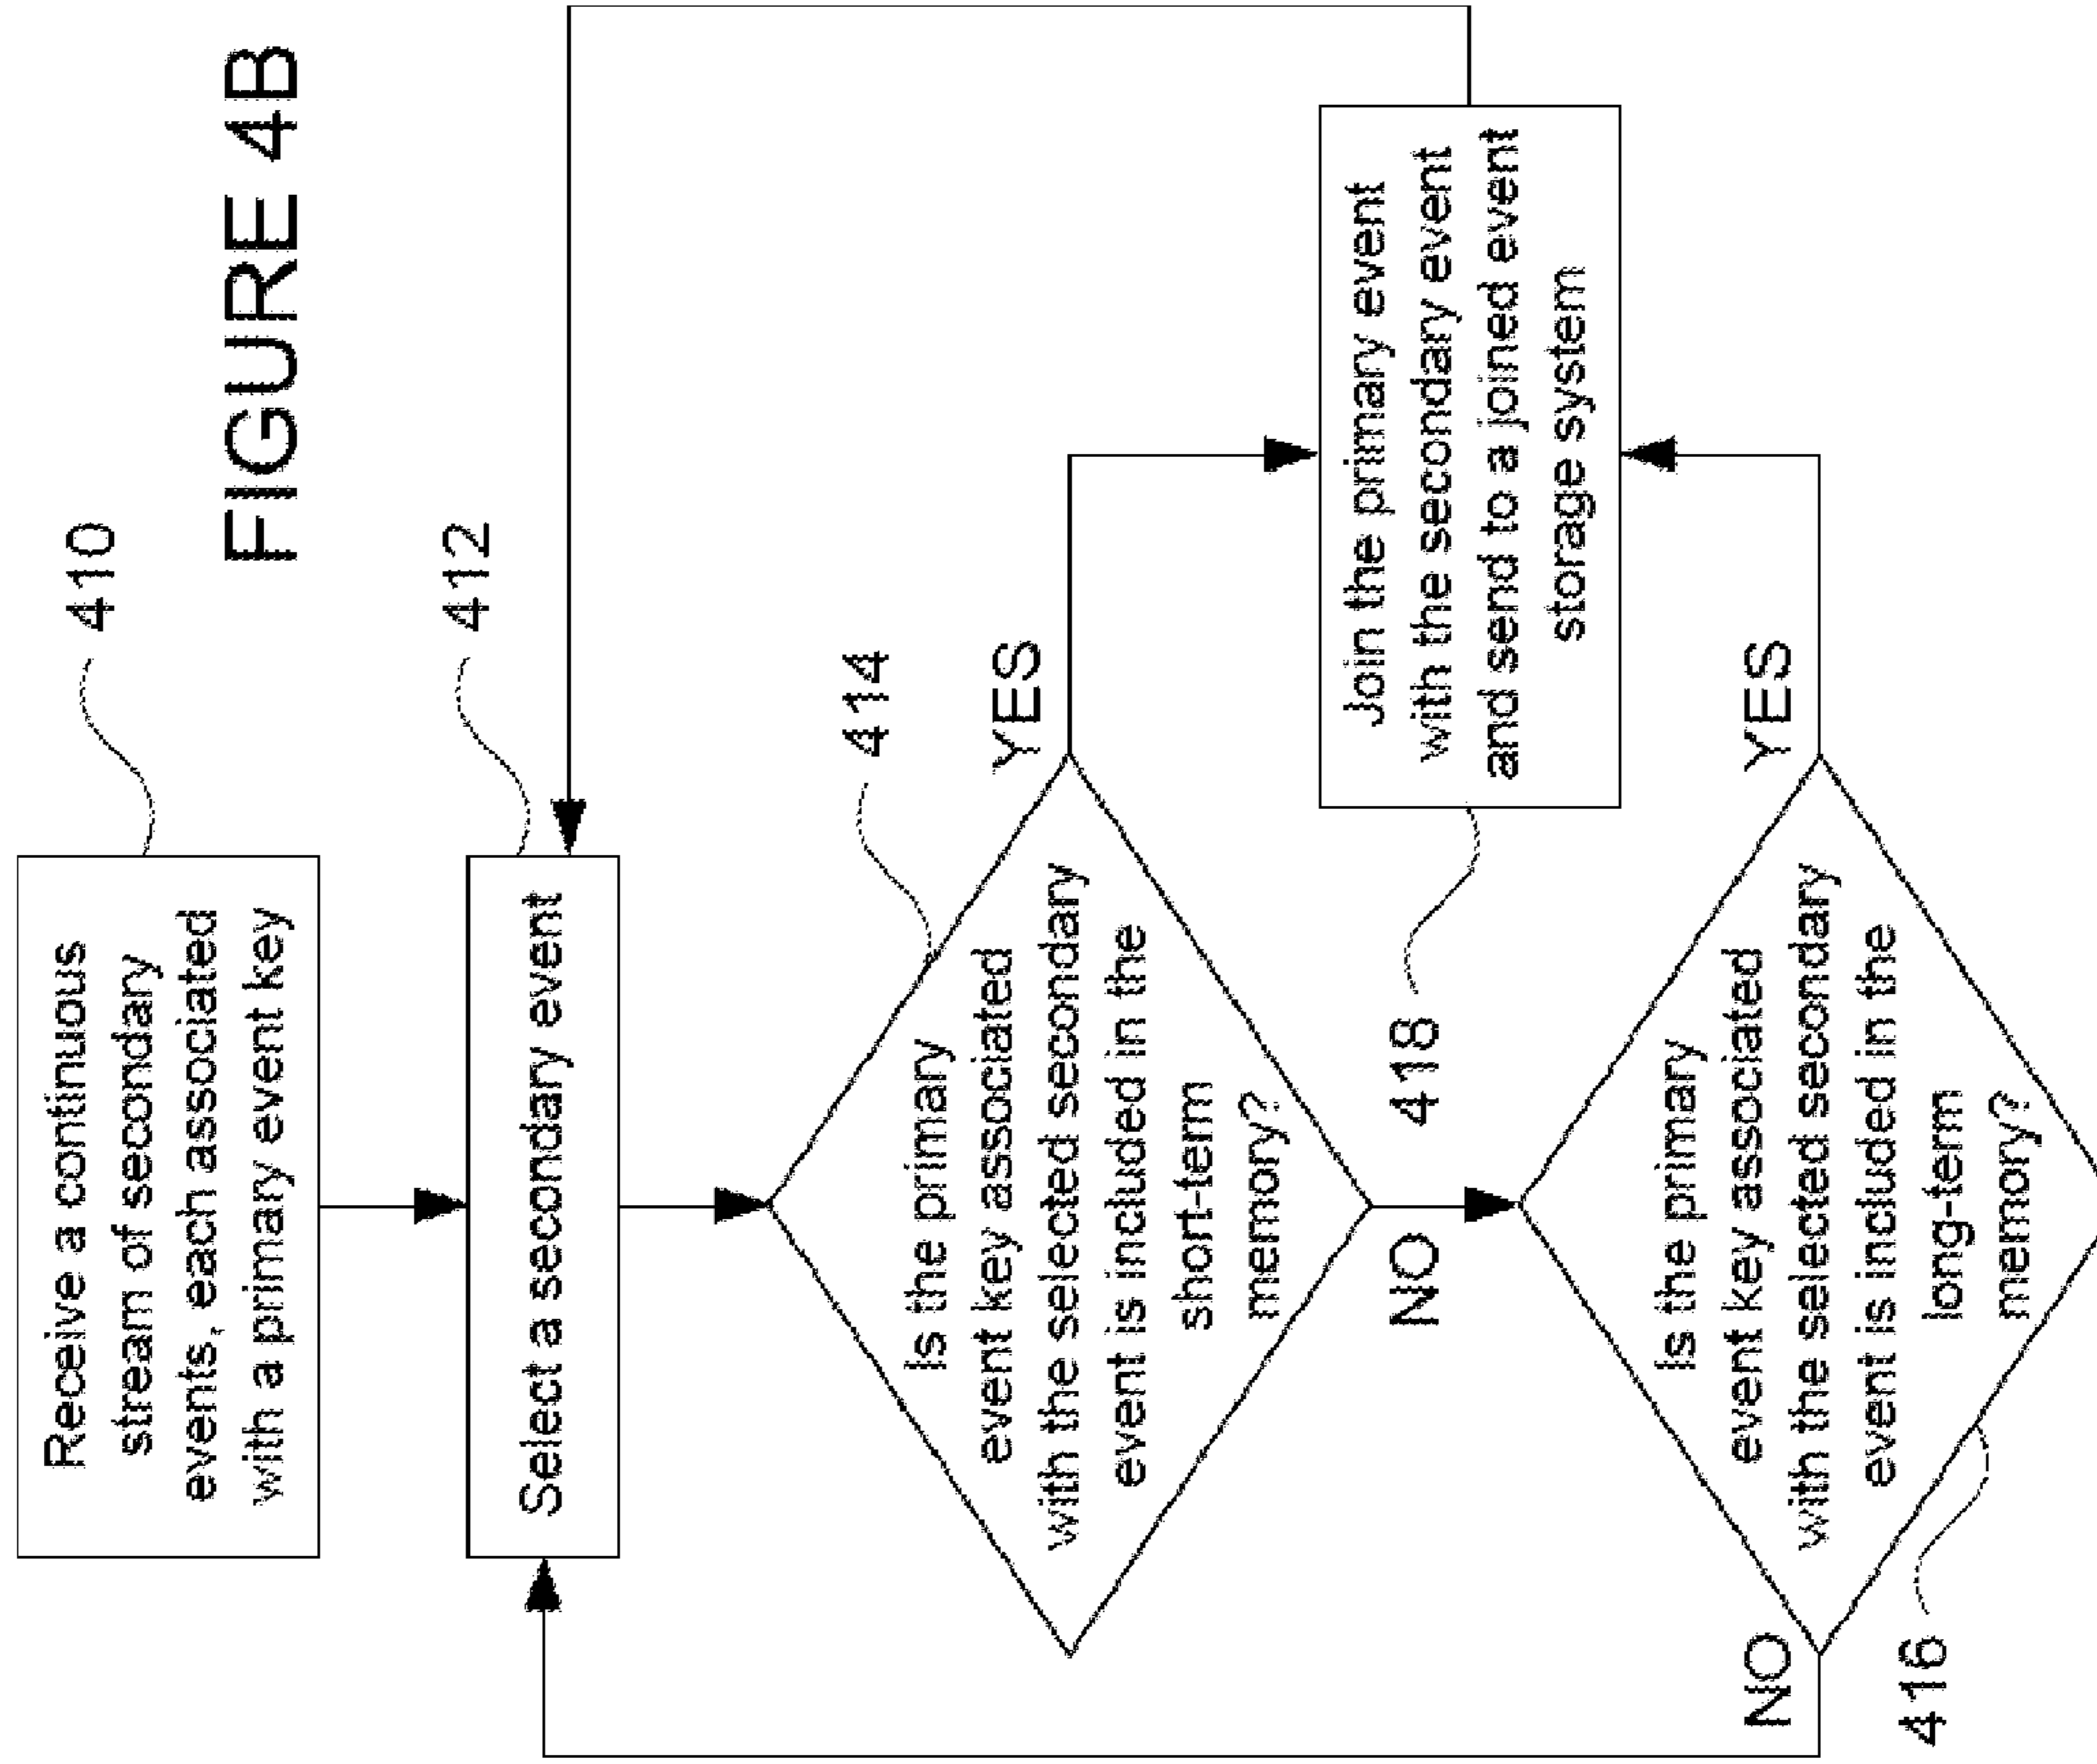 FIGURE 4B
410
Receive a continuous
stream of secondary
events, each associated
with a primary event key
412
Select a secondary event
414
Is the primary
event key associated
with the selected secondary
event is included in the
short-term
memory?
YES
NO
418
Join the primary event
with the secondary event
and send to a joined event
storage system
Is the primary
event key associated
with the selected secondary
event is included in the
long-term
memory?
YES
NO
416